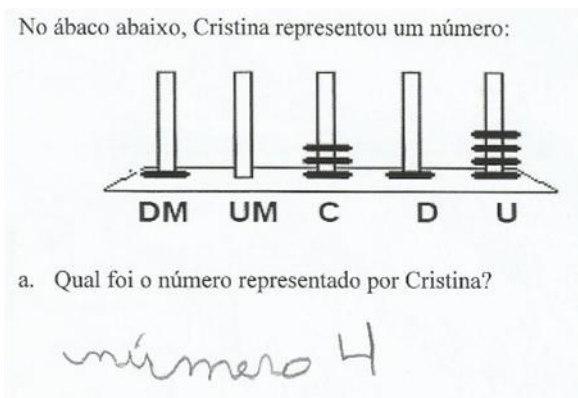 No ábaco abaixo, Cristina representou um número:
DM UM C D U
a. Qual foi o número representado por Cristina?
número 4